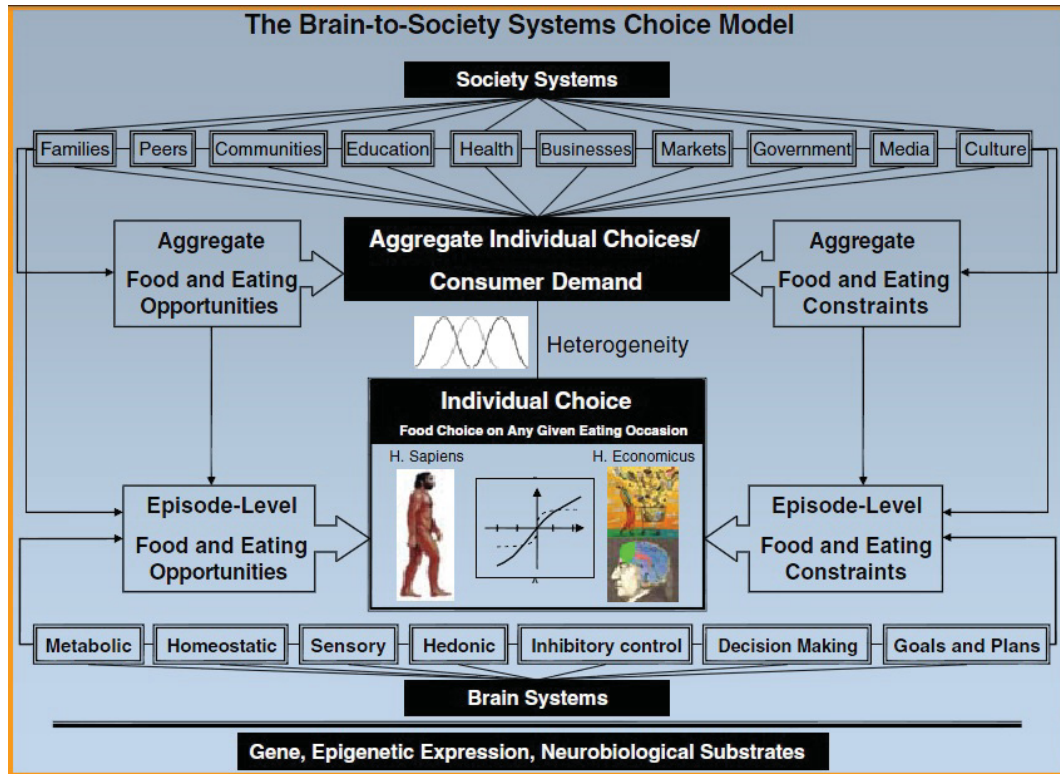 The Brain-to-Society Systems Choice Model
Society Systems
Families
Peers
Communities
Education
Health
Businesses
Markets
Government
Media
Culture
Aggregate
Food and Eating
Opportunities
Aggregate Individual Choices/
Consumer Demand
Aggregate
Food and Eating
Constraints
Heterogeneity
Individual Choice
Food Choice on Any Given Eating Occasion
H. Sapiens
H. Economicus
Episode-Level
Food and Eating
Opportunities
Episode-Level
Food and Eating
Constraints
Metabolic
Homeostatic
Sensory
Hedonic
Inhibitory control
Decision Making
Goals and Plans
Brain Systems
Gene, Epigenetic Expression, Neurobiological Substrates